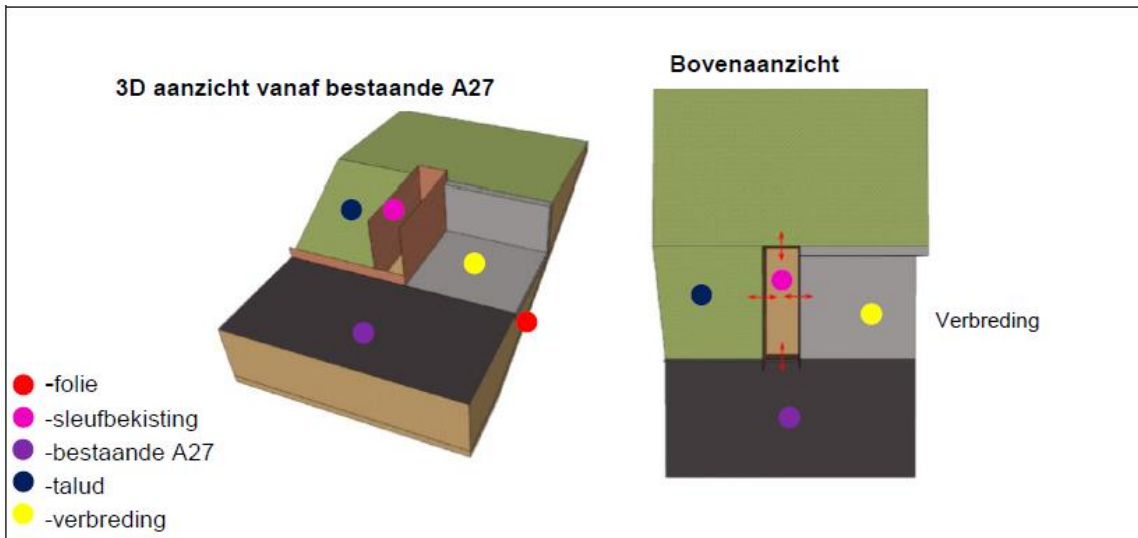 3D aanzicht vanaf bestaande A27
Bovenaanzicht
Verbreding
-folie
-sleufbekisting
-bestaande A27
-talud
-verbreding